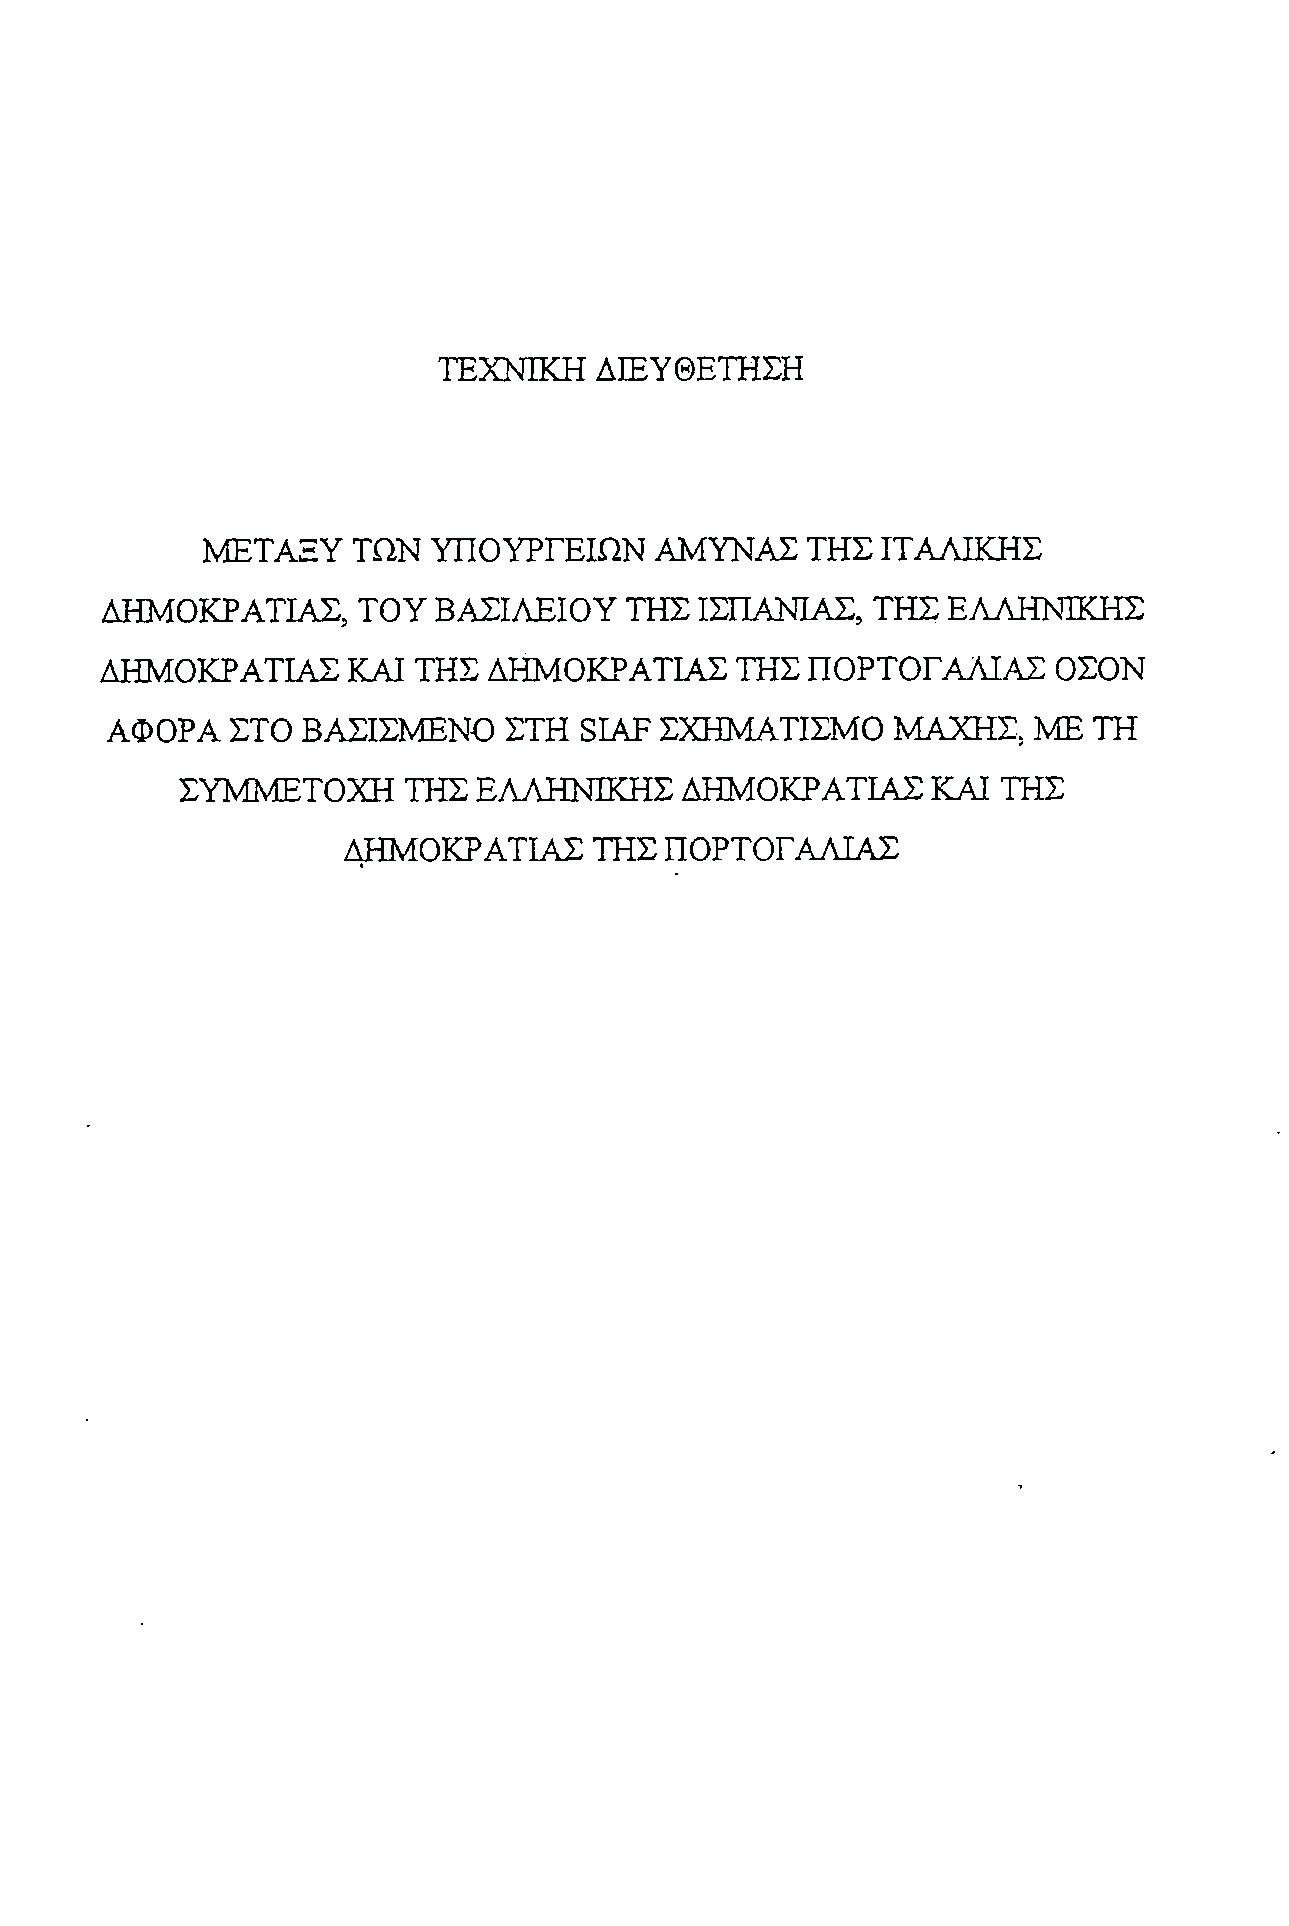 ΤΕΧΝΙΚΗ ΔΙΕΥΘΕΤΗΣΗ
ΜΕΤΑΞΥ ΤΩΝ ΥΠΟΥΡΓΕΙΩΝ ΑΜΥΝΑΣ ΤΗΣ ΙΤΑΛΙΚΗΣ
ΔΗΜΟΚΡΑΤΙΑΣ, ΤΟΥ ΒΑΣΙΛΕΙΟΥ ΤΗΣ ΙΣΠΑΝΙΑΣ, ΤΗΣ ΕΛΛΗΝΙΚΗΣ
ΔΗΜΟΚΡΑΤΙΑΣ ΚΑΙ ΤΗΣ ΔΗΜΟΚΡΑΤΙΑΣ ΤΗΣ ΠΟΡΤΟΓΑΛΙΑΣ ΟΣΟΝ
ΑΦΟΡΑ ΣΤΟ ΒΑΣΙΣΜΕΝΟ ΣΤΗ SIAF ΣΧΗΜΑΤΙΣΜΟ ΜΑΧΗΣ, ΜΕ ΤΗ
ΣΥΜΜΕΤΟΧΗ ΤΗΣ ΕΛΛΗΝΙΚΗΣ ΔΗΜΟΚΡΑΤΙΑΣ ΚΑΙ ΤΗΣ
ΔΗΜΟΚΡΑΤΙΑΣ ΤΗΣ ΠΟΡΤΟΓΑΛΙΑΣ